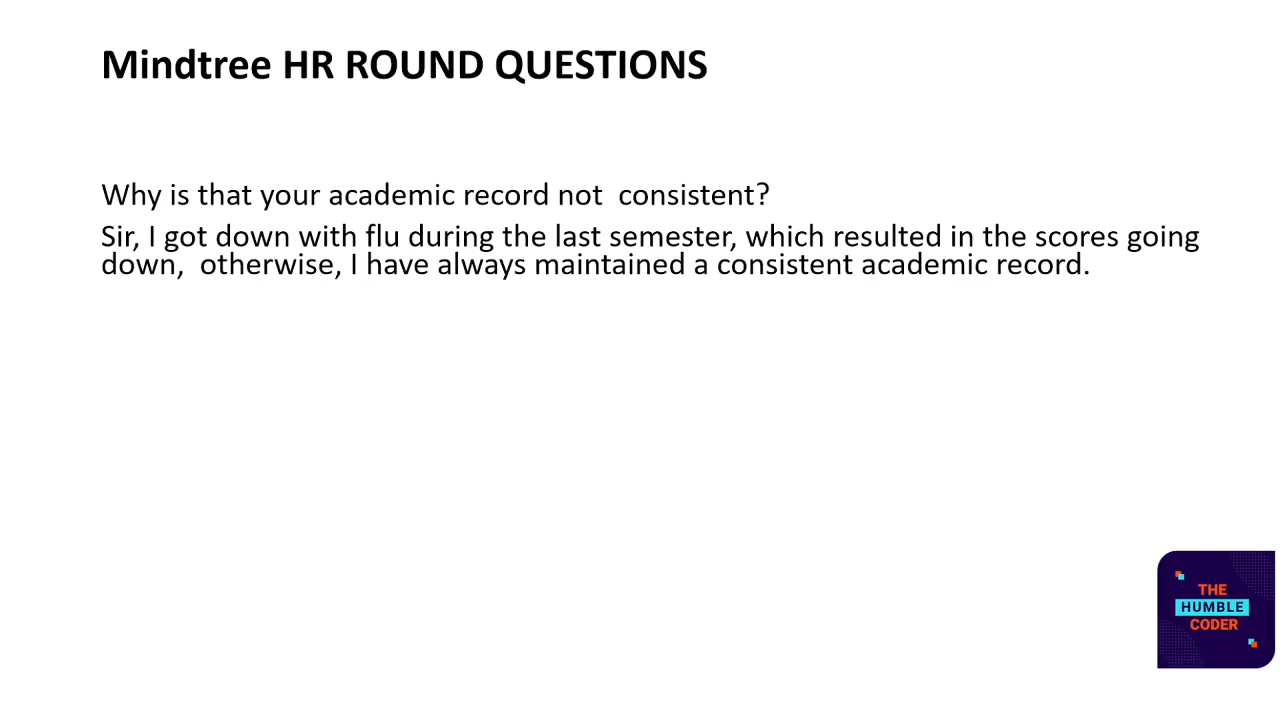 Mindtree HR ROUND QUESTIONS
Why is that your academic record not  consistent?
Sir, I got down with flu during the last semester, which resulted in the scores going
down,  otherwise, I have always maintained a consistent academic record.
THE
HUMBLE
CODER